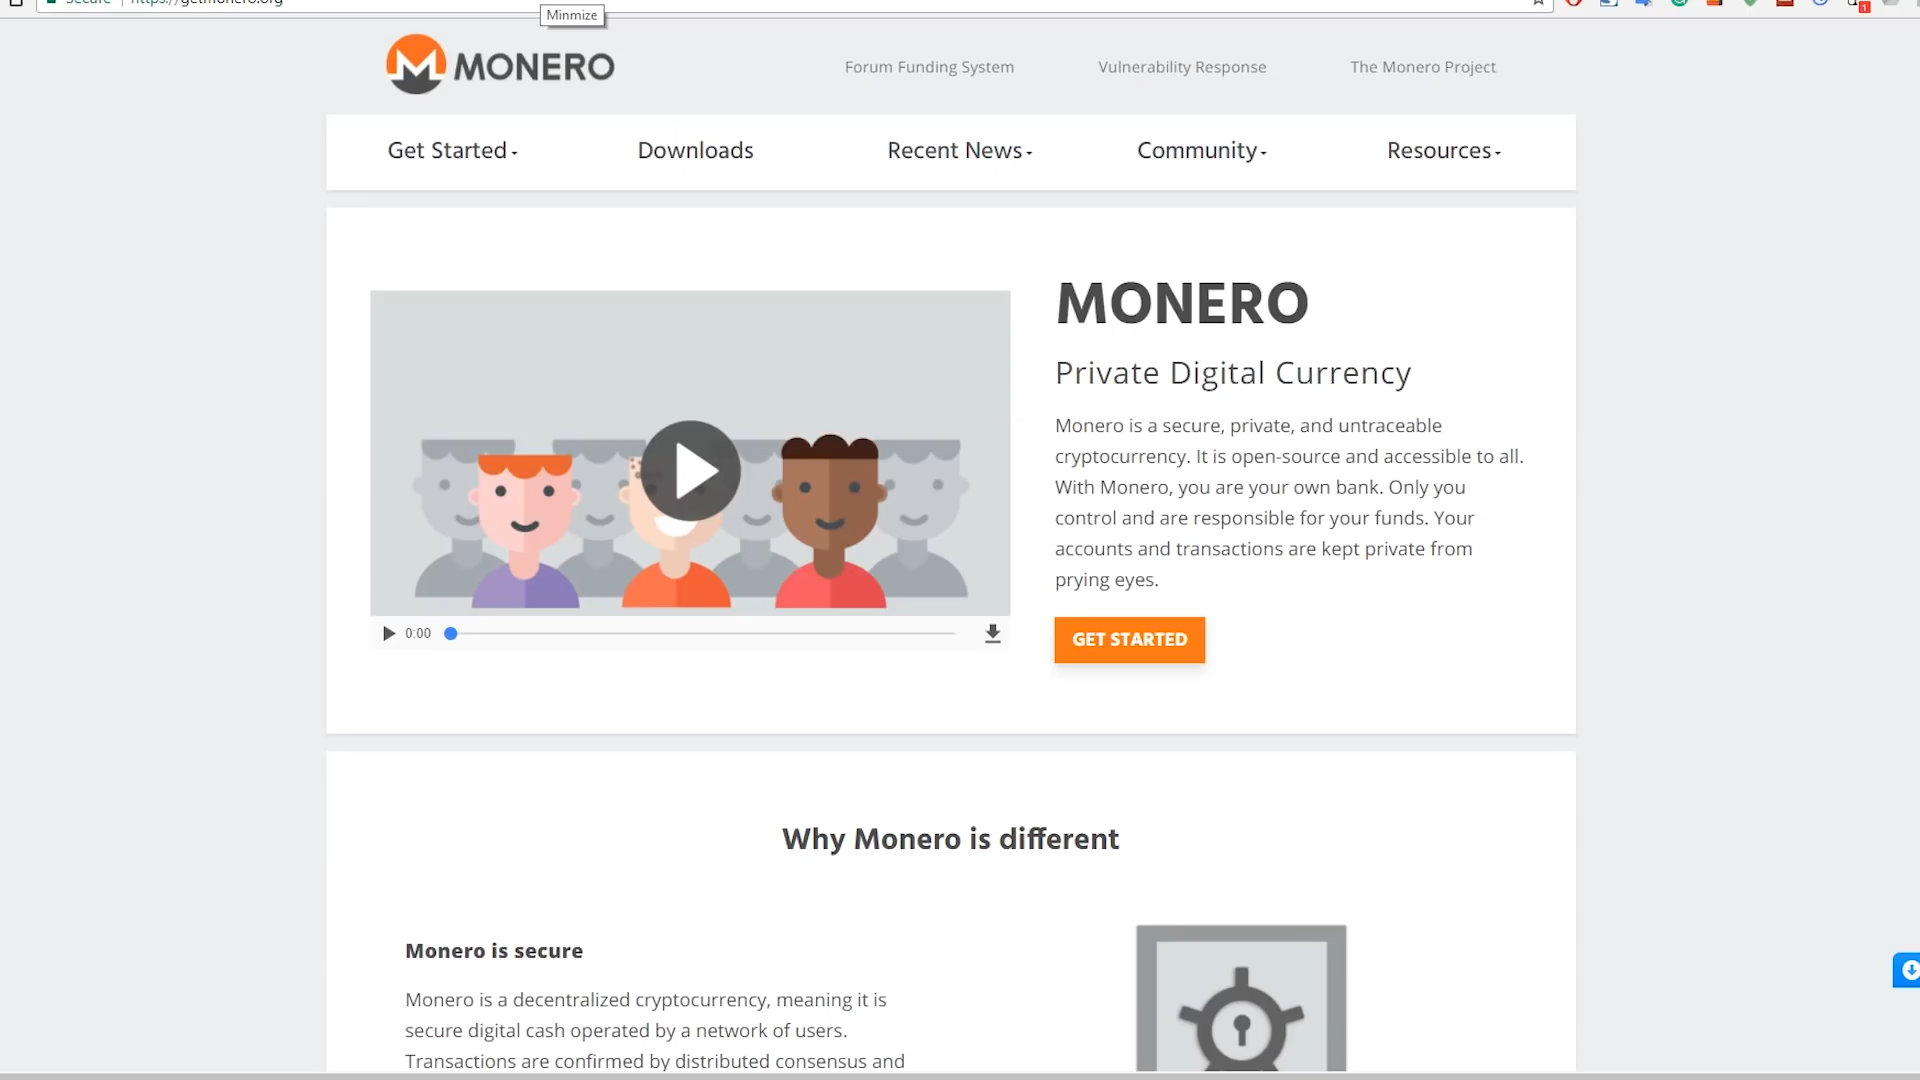 Secure https://getmonero.org
Minmize
1
MONERO
Forum Funding System
Vulnerability Response
The Monero Project
Get Started
Downloads
Recent News
Community
Resources
MONERO
Private Digital Currency
Monero is a secure, private, and untraceable
cryptocurrency. It is open-source and accessible to all.
With Monero, you are your own bank. Only you
control and are responsible for your funds. Your
accounts and transactions are kept private from
prying eyes.
GET STARTED
0:00
Why Monero is different
Monero is secure
Monero is a decentralized cryptocurrency, meaning it is
secure digital cash operated by a network of users.
Transactions are confirmed by distributed consensus and